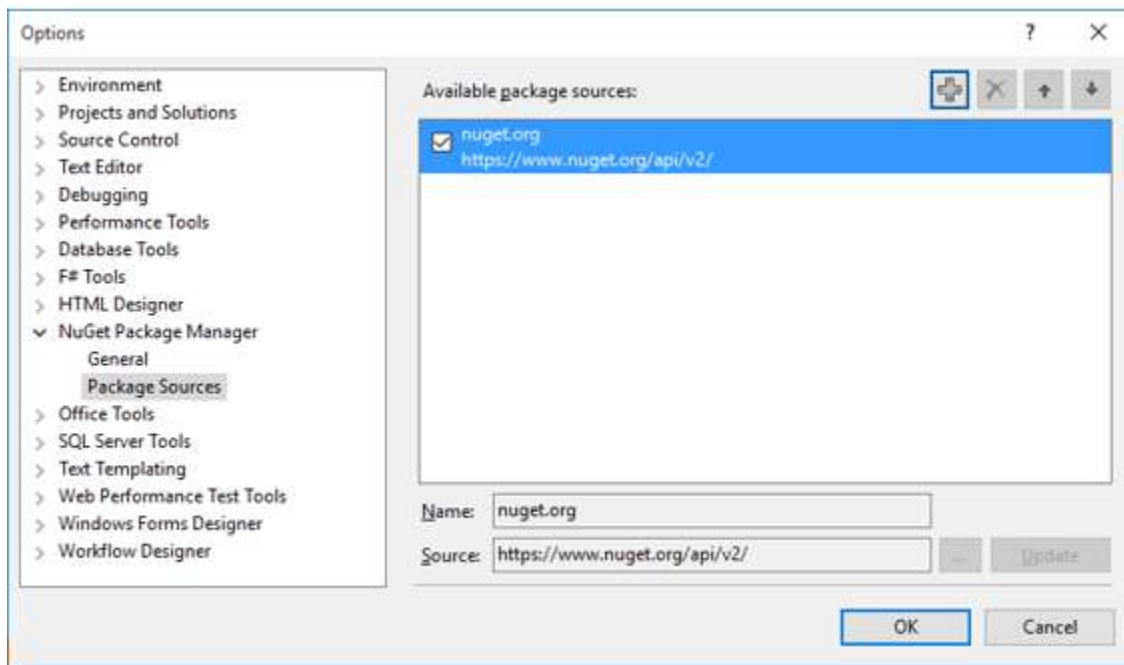 Options
?
Environment
Projects and Solutions
Source Control
Text Editor
Debugging
Performance Tools
Database Tools
F# Tools
HTML Designer
NuGet Package Manager
General
Package Sources
Office Tools
SQL Server Tools
Text Templating
Web Performance Test Tools
Windows Forms Designer
Workflow Designer
Available package sources:
nuget.org
https://www.nuget.org/api/v2/
Name: nuget.org
Source: https://www.nuget.org/api/v2/ ... Update
OK Cancel